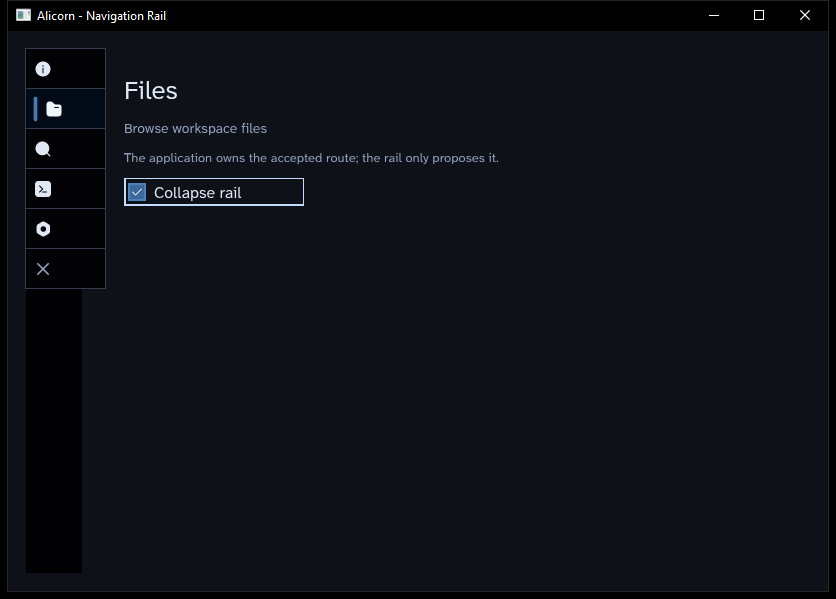 Alicorn - Navigation Rail
Files
Browse workspace files
The application owns the accepted route; the rail only proposes it.
Collapse rail